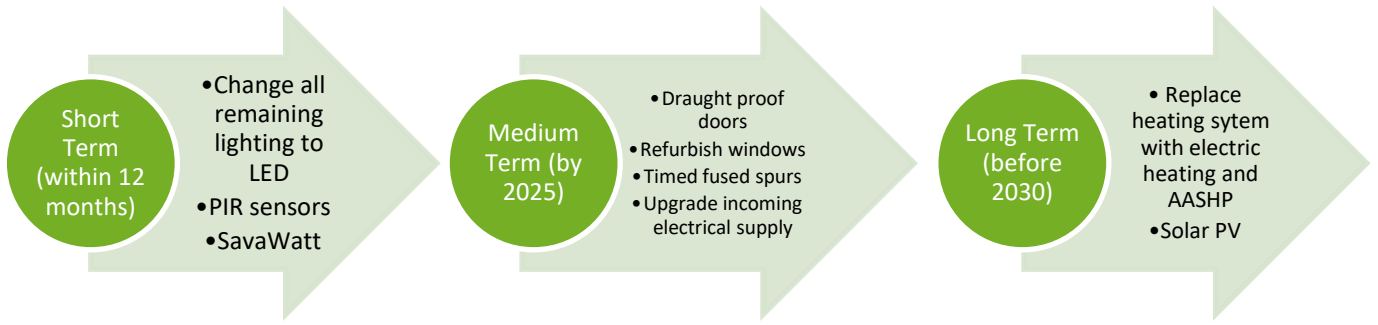 Short
Term
(within 12
months)
•Change all
remaining
lighting to
LED
•PIR sensors
•SavaWatt
Medium
Term (by
2025)
•Draught proof
doors
•Refurbish windows
•Timed fused spurs
•Upgrade incoming
electrical supply
Long Term
(before
2030)
• Replace
heating sytem
with electric
heating and
AASHP
•Solar PV